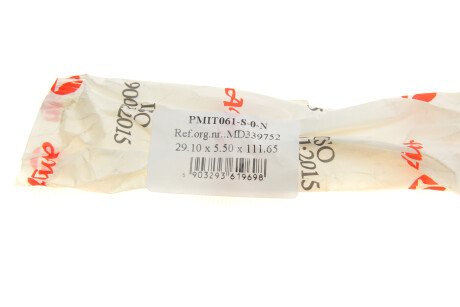 PMIT061-S-0-N
Ref.org.nr.:MD339752
29.10 x 5.50 x 111.65
5 903293 619698
ISO
9001:2015
ISO
1:2015